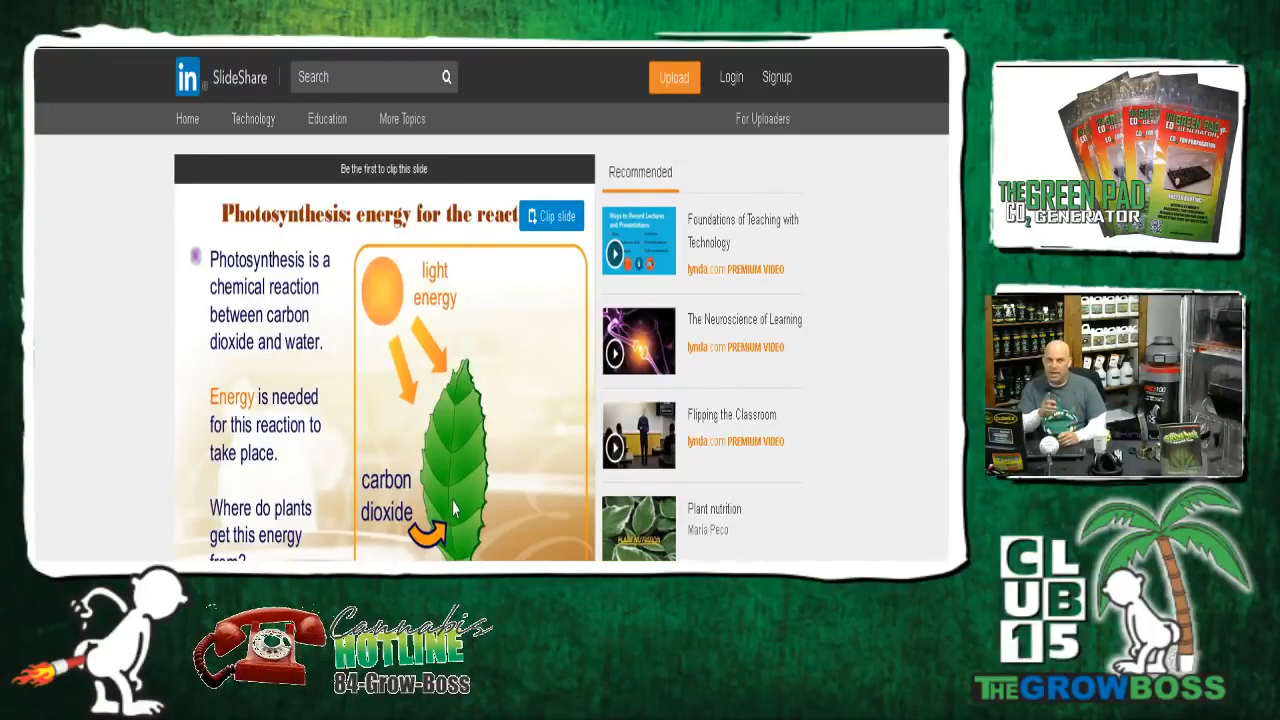 in SlideShare Search Upload Login Signup
Home Technology Education More Topics For Uploaders
Be the first to clip this slide
Photosynthesis: energy for the react
Clip slide
Photosynthesis is a
chemical reaction
between carbon
dioxide and water.
Energy is needed
for this reaction to
take place.
Where do plants
get this energy
from?
light
energy
carbon
dioxide
Recommended
Foundations of Teaching with
Technology
lynda.com PREMIUM VIDEO
The Neuroscience of Learning
lynda.com PREMIUM VIDEO
Flipping the Classroom
lynda.com PREMIUM VIDEO
Plant nutrition
Maria Peco
PLANT NUTRITION
THE GREEN PAD
CO2 GENERATOR
Cannabis
HOTLINE
84-Grow-Boss
CLUB
15
THEGROWBOSS